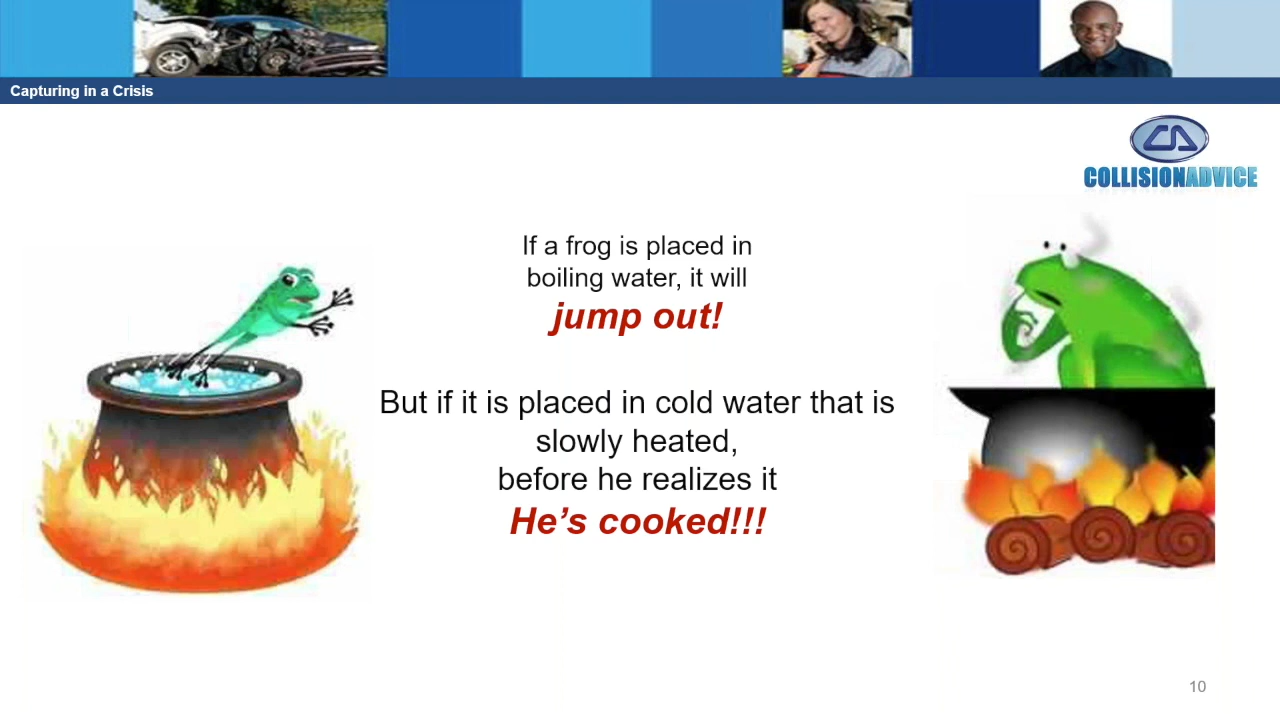 Capturing in a Crisis
COLLISIONADVICE
If a frog is placed in
boiling water, it will
jump out!
But if it is placed in cold water that is
slowly heated,
before he realizes it
He’s cooked!!!
10